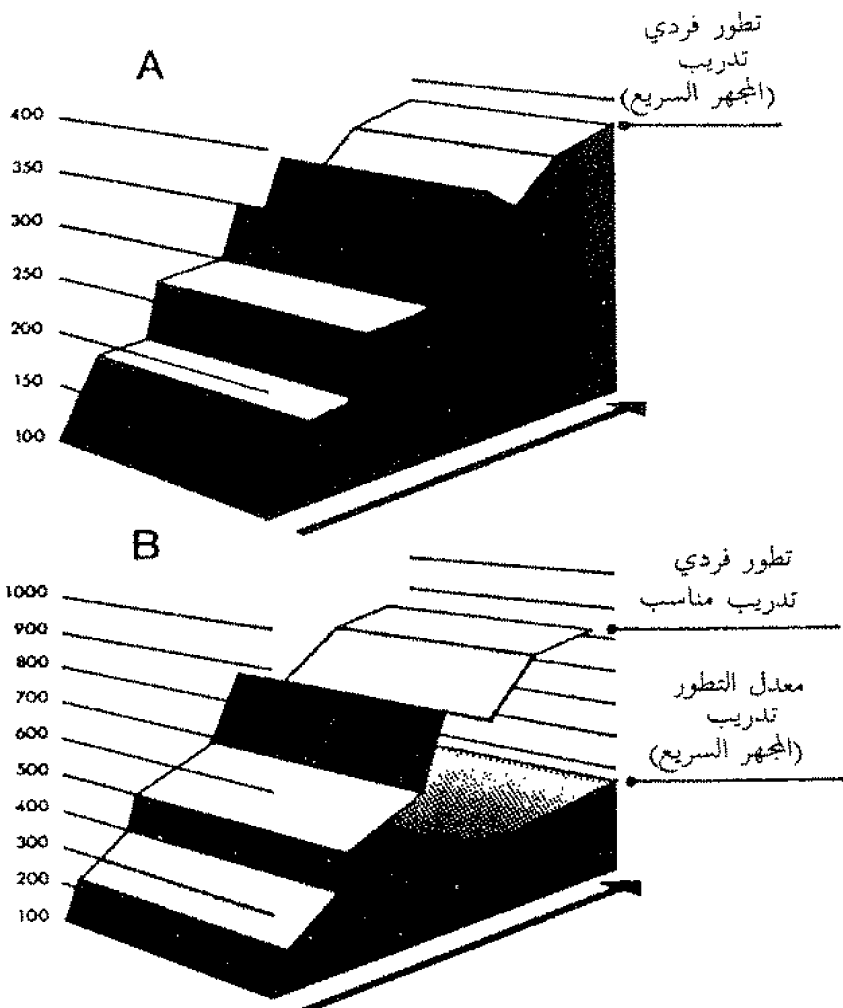 A
تطور فردي
تدريب
(المجهر السريع)
400
350
300
250
200
150
100
B
تطور فردي
تدريب مناسب
معدل التطور
تدريب
(المجهر السريع)
1000
900
800
700
600
500
400
300
200
100